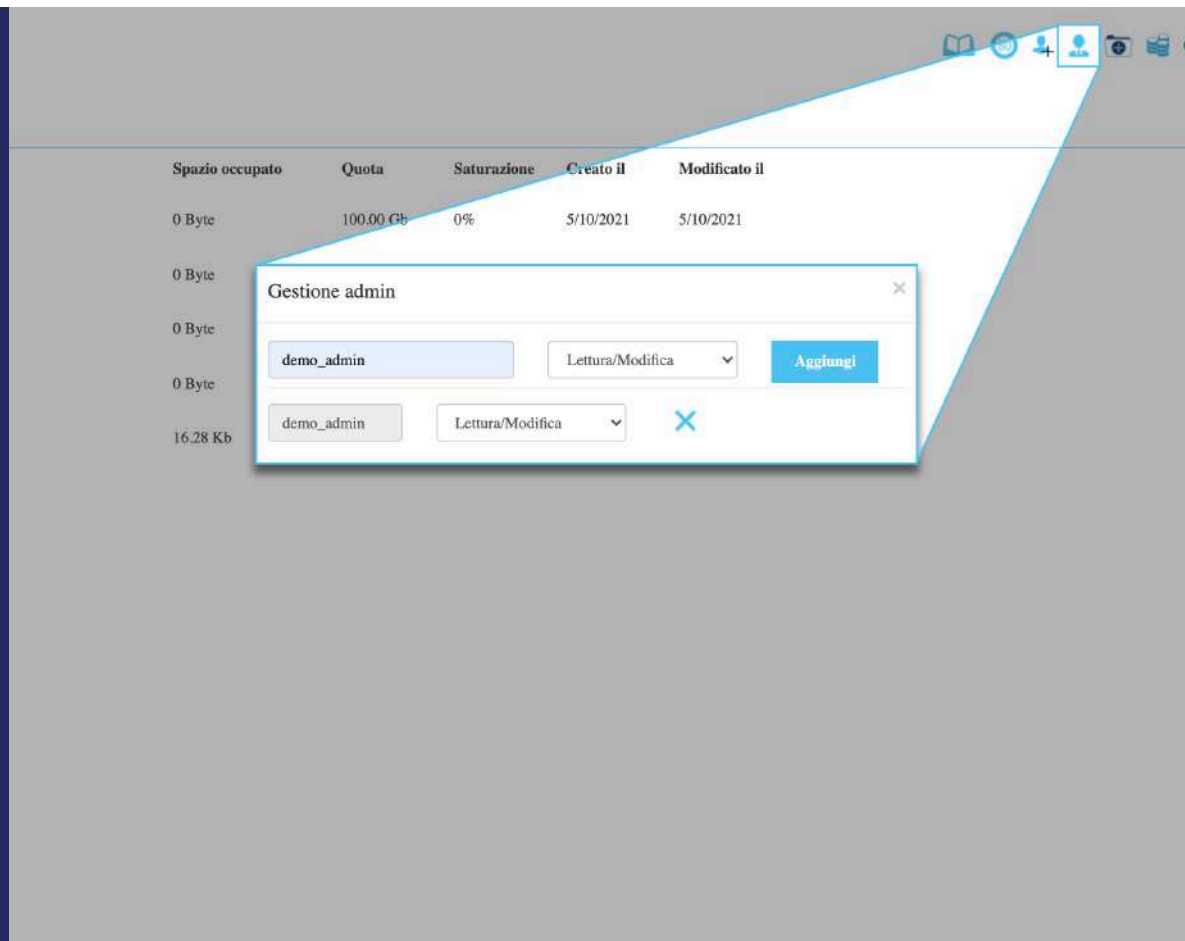 Spazio occupato Quota Saturazione Creato il Modificato il
0 Byte 100.00 Gb 0% 5/10/2021 5/10/2021
0 Byte
0 Byte
0 Byte
16.28 Kb
Gestione admin ×
demo_admin Lettura/Modifica Aggiungi
demo_admin Lettura/Modifica